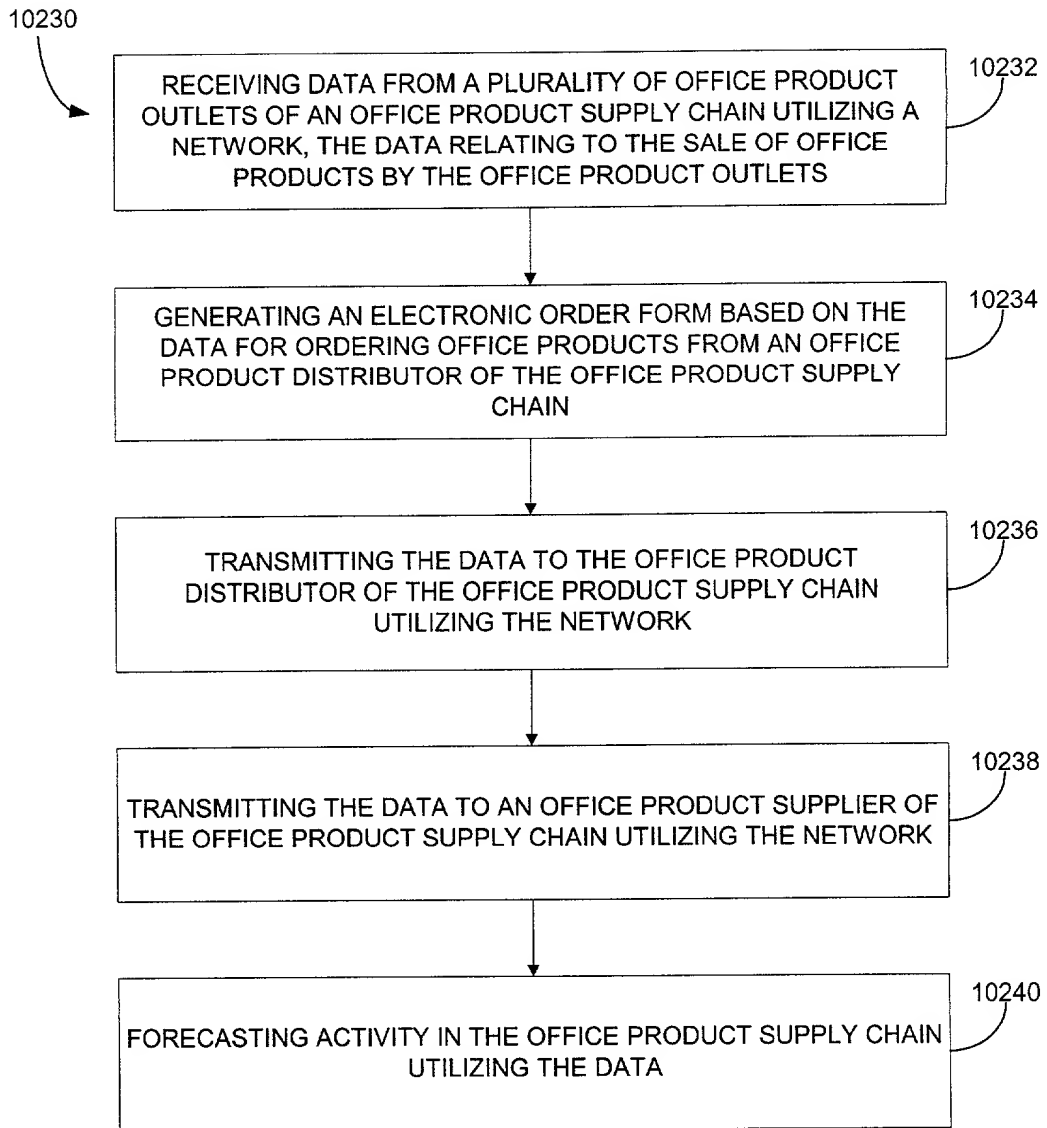 10230
RECEIVING DATA FROM A PLURALITY OF OFFICE PRODUCT
OUTLETS OF AN OFFICE PRODUCT SUPPLY CHAIN UTILIZING A
NETWORK, THE DATA RELATING TO THE SALE OF OFFICE
PRODUCTS BY THE OFFICE PRODUCT OUTLETS
10232
GENERATING AN ELECTRONIC ORDER FORM BASED ON THE
DATA FOR ORDERING OFFICE PRODUCTS FROM AN OFFICE
PRODUCT DISTRIBUTOR OF THE OFFICE PRODUCT SUPPLY
CHAIN
10234
TRANSMITTING THE DATA TO THE OFFICE PRODUCT
DISTRIBUTOR OF THE OFFICE PRODUCT SUPPLY CHAIN
UTILIZING THE NETWORK
10236
TRANSMITTING THE DATA TO AN OFFICE PRODUCT SUPPLIER OF
THE OFFICE PRODUCT SUPPLY CHAIN UTILIZING THE NETWORK
10238
FORECASTING ACTIVITY IN THE OFFICE PRODUCT SUPPLY CHAIN
UTILIZING THE DATA
10240